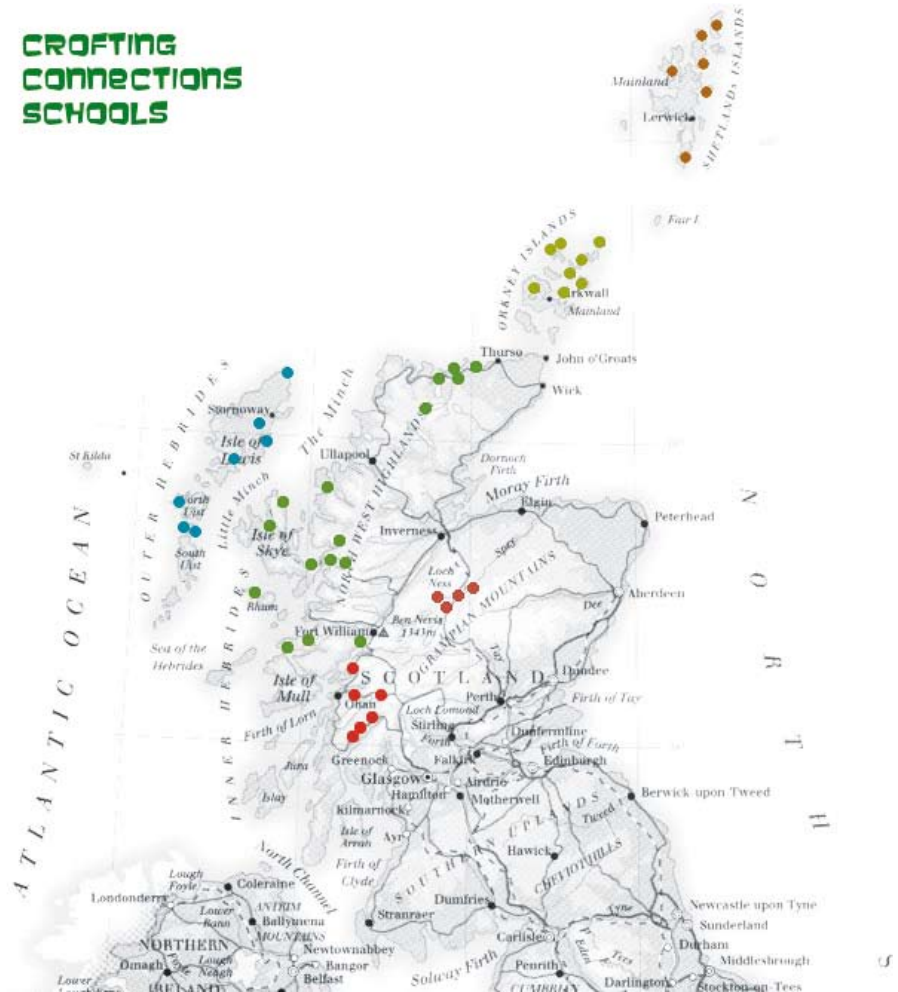 CROFTING
CONNECTIONS
SCHOOLS
Mainland
Lerwick
SHETLANDS ISLANDS
Fair I.
ORKNEY ISLANDS
irkwall
Mainland
Thurso
John o'Groats
Wick
OUTER HEBRIDES
The Minch
Stornoway
Isle of
Lewis
St Kilda
Ullapool
Dornoch
Firth
Moray Firth
Elgin
Peterhead
Little Minch
orth
Uist
South
Uist
Isle of
Skye
NORTH WEST HIGHLANDS
Inverness
Spey
Loch
Ness
GRAMPIAN MOUNTAINS
Aberdeen
Dee
Rhum
Fort William
Ben Nevis
1343m
Tay
Sea of the
Hebrides
INNER HEBRIDES
Isle of
Mull
SCOTLAND
Dundee
Oban
Perth
Firth of Tay
Loch Lomond
Firth of Lorn
Stirling
Forth
Dunfermline
Firth of Forth
Jura
Greenock
Falkirk
Edinburgh
Glasgow
Airdrie
Islay
Hamilton
Motherwell
Berwick upon Tweed
Kilmarnock
Tweed
Isle of
Arran
Ayr
SOUTHERN UPLANDS
Hawick
CHEVIOT HILLS
Firth of
Clyde
North Channel
ATLANTIC OCEAN
NORTH
S
Lough
Foyle
Coleraine
Londonderry
Lower
Bann
ANTRIM
Ballymena
MOUNTAINS
Stranraer
Dumfries
Tyne
Newcastle upon Tyne
Sunderland
Carlisle
Durham
NORTHERN
Newtownabbey
Omagh
Foyle
Lough
Neagh
Bangor
Belfast
Solway Firth
Penrith
Eden
Tees
Middlesbrough
Darlington
Stockton-on-Tees
Lower
IRELAND
CUMBRIAN